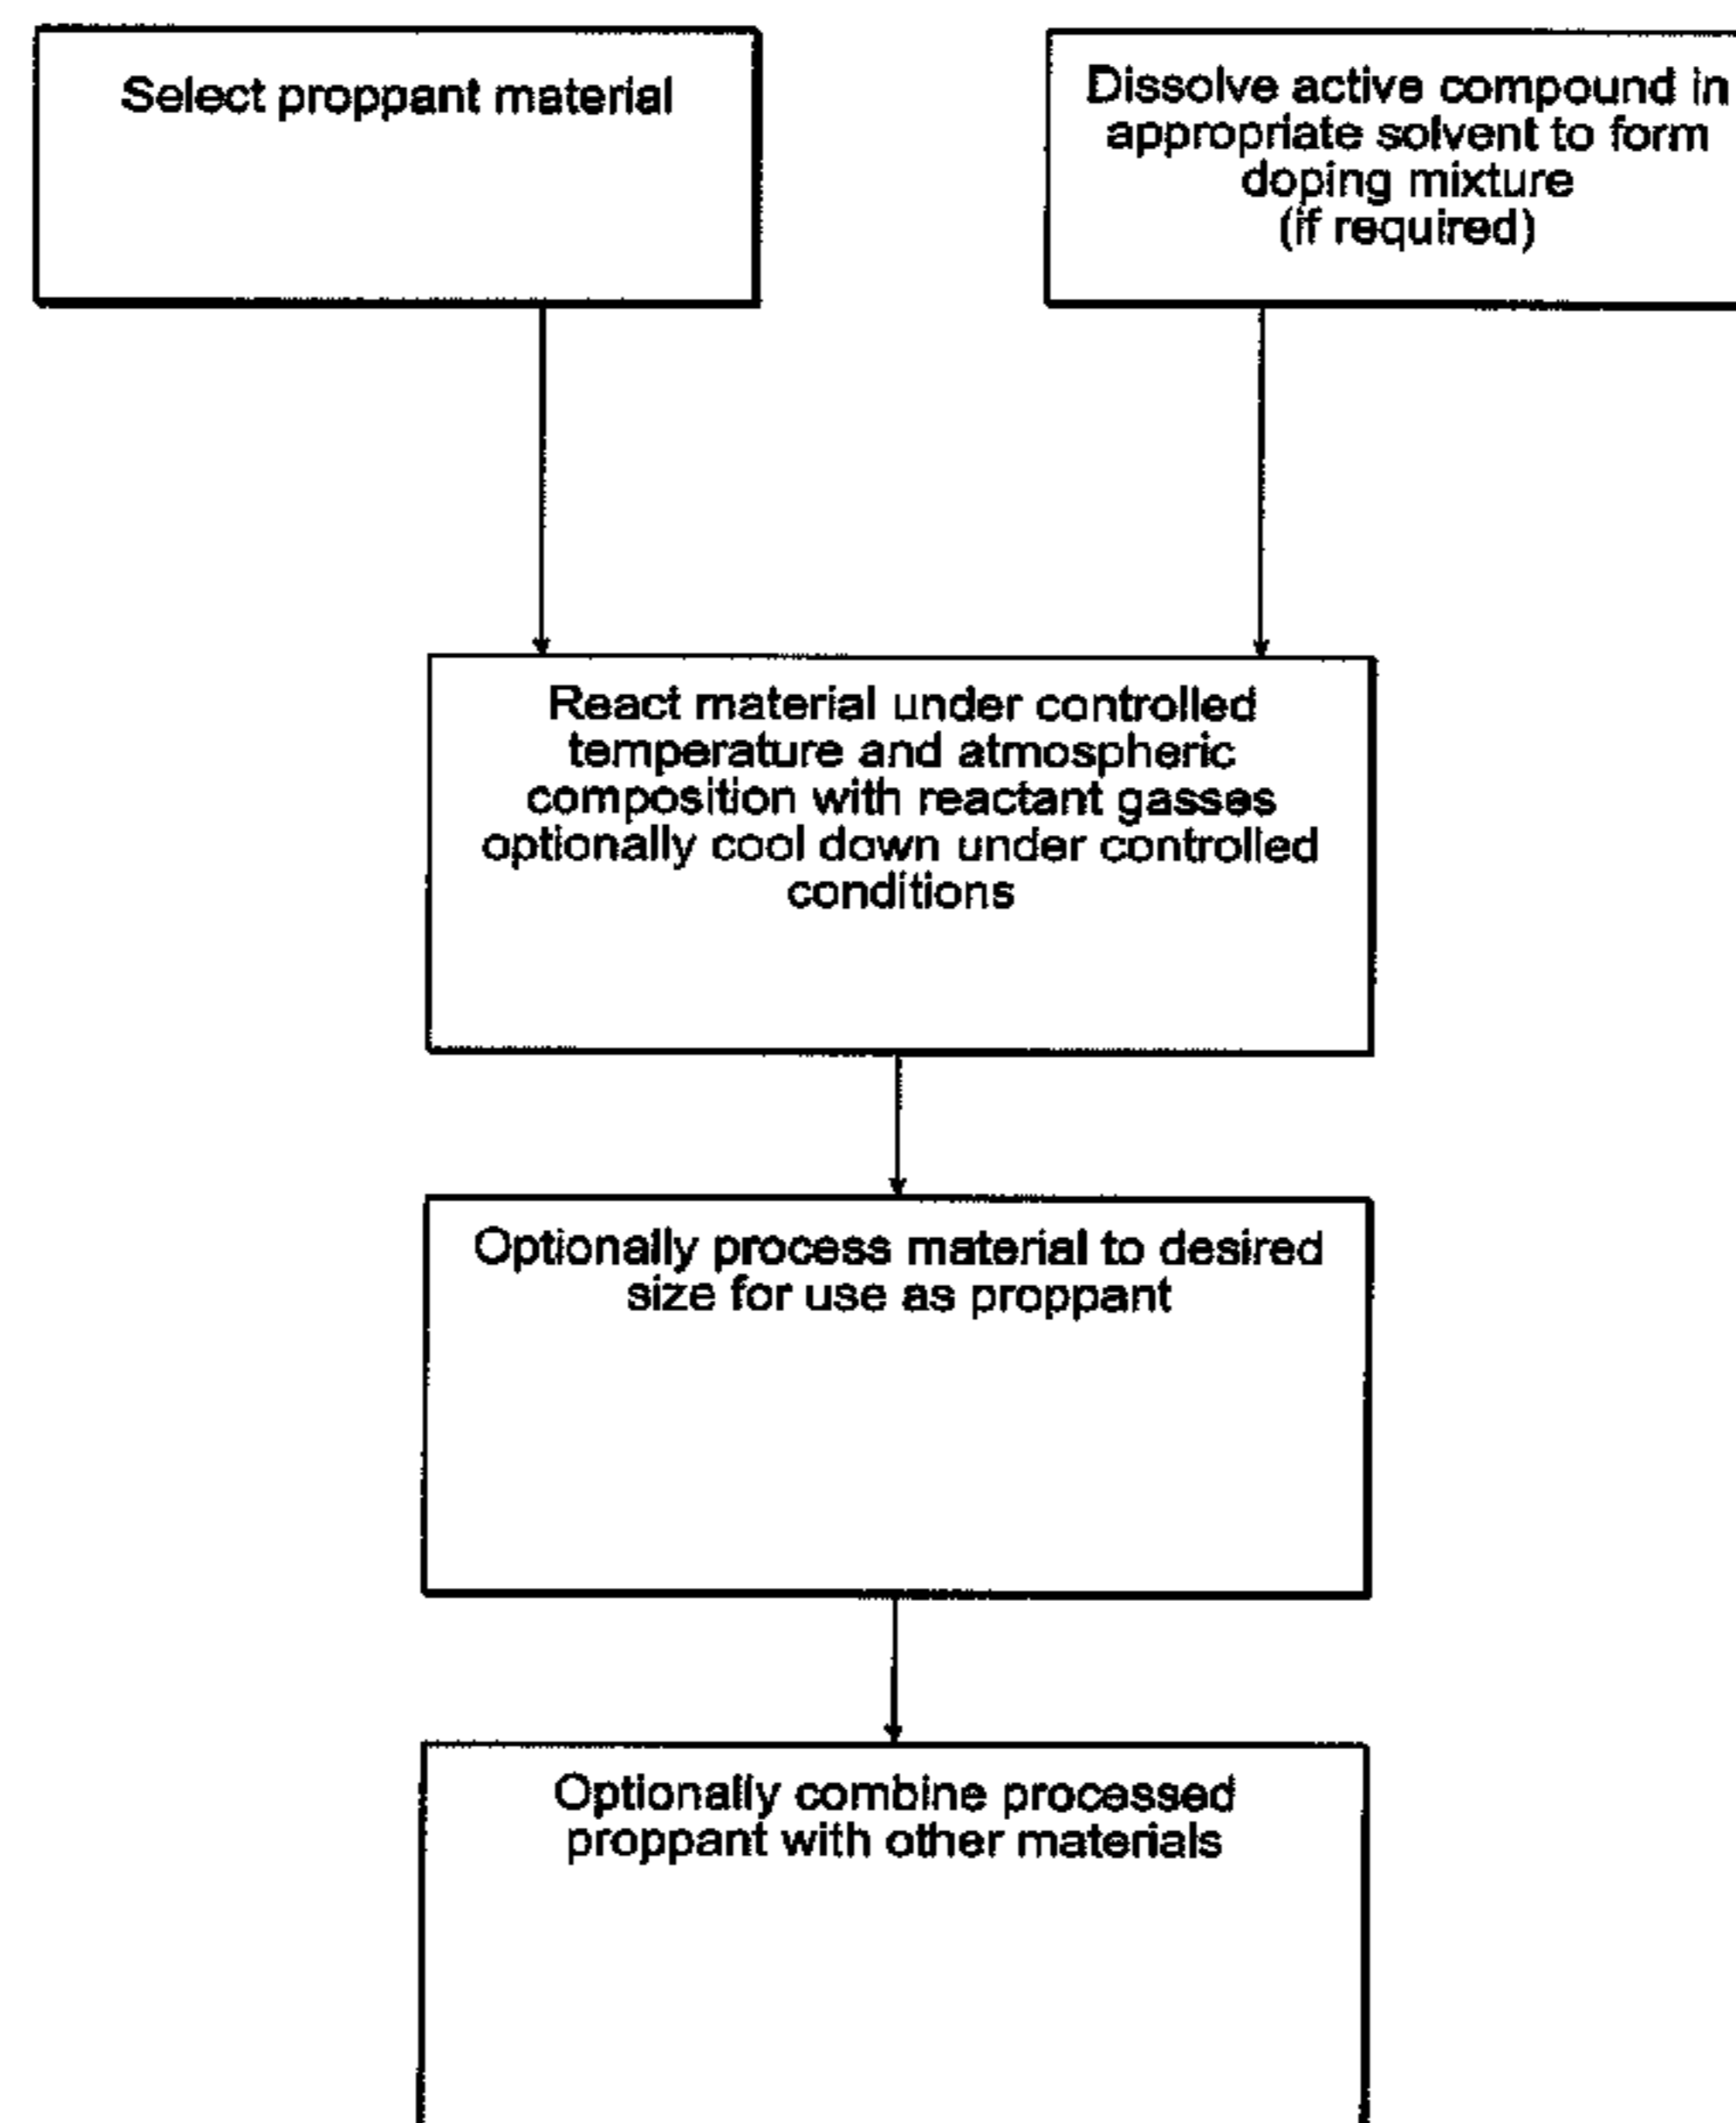 Select proppant material
Dissolve active compound in
appropriate solvent to form
doping mixture
(if required)
React material under controlled
temperature and atmospheric
composition with reactant gasses
optionally cool down under controlled
conditions
Optionally process material to desired
size for use as proppant
Optionally combine processed
proppant with other materials